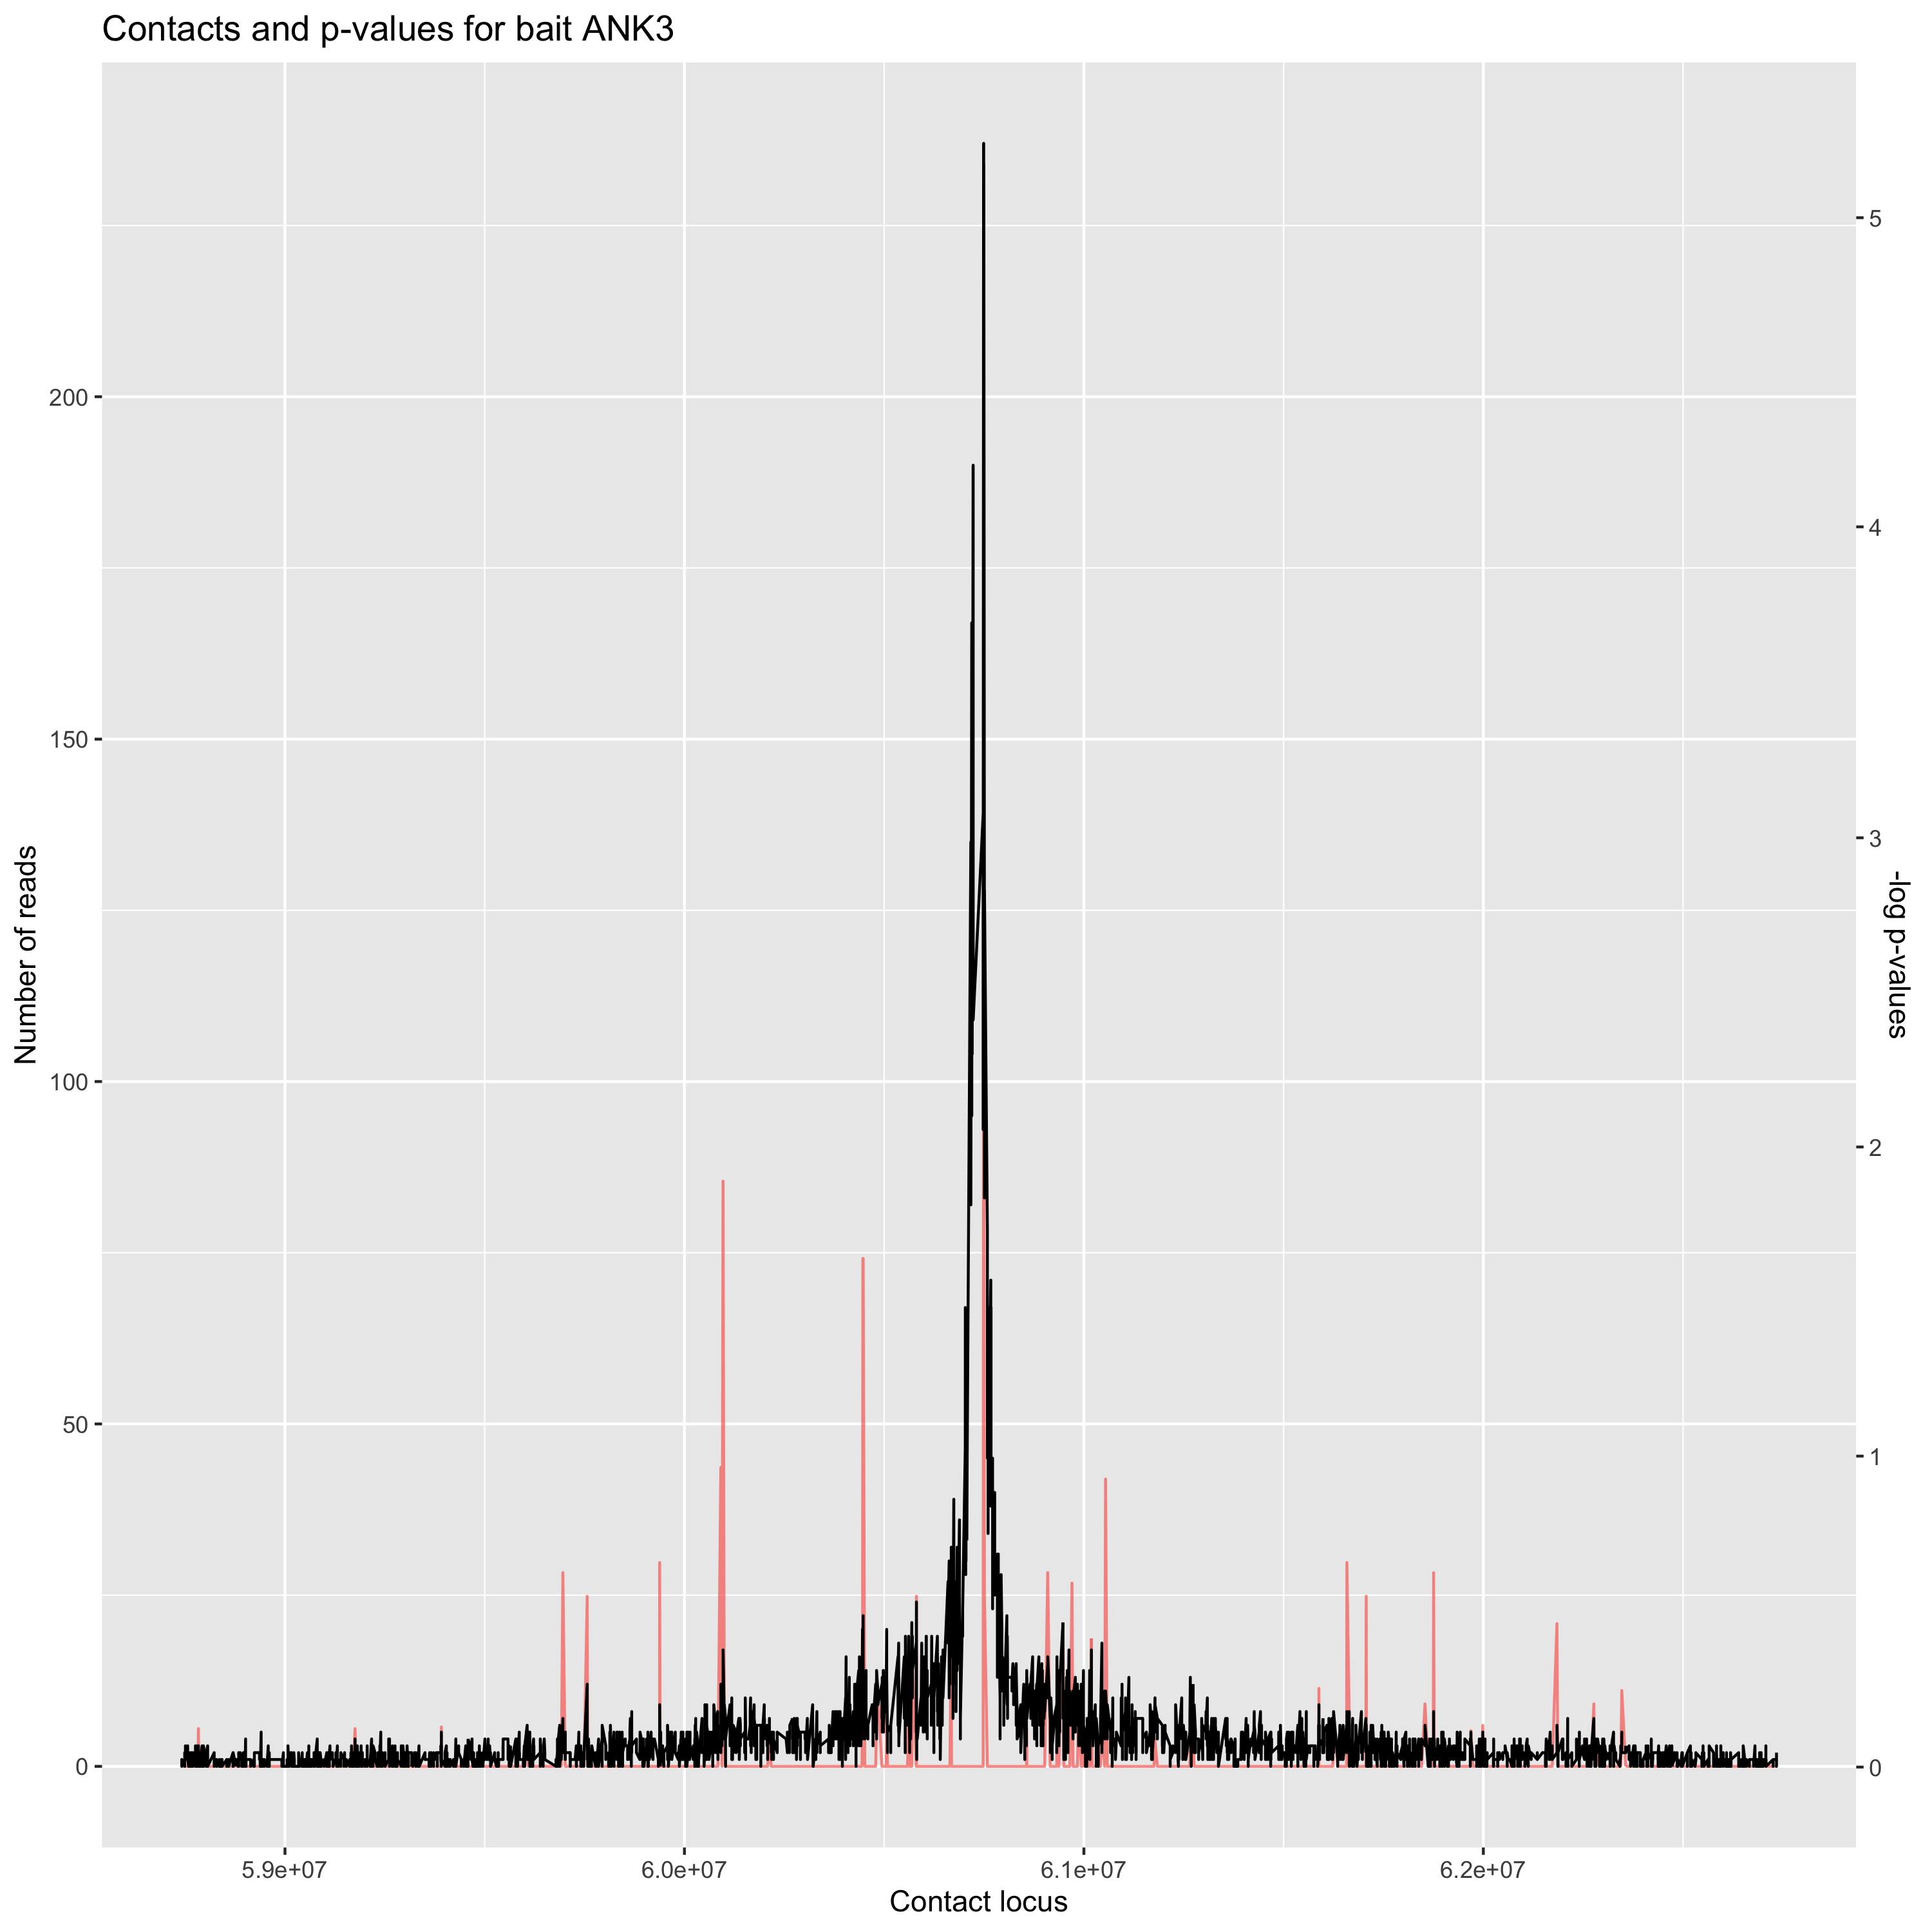 Contacts and p-values for bait ANK3
Number of reads
200
150
100
50
0
5
4
3
2
1
0
-log p-values
5.9e+07 6.0e+07 6.1e+07 6.2e+07
Contact locus